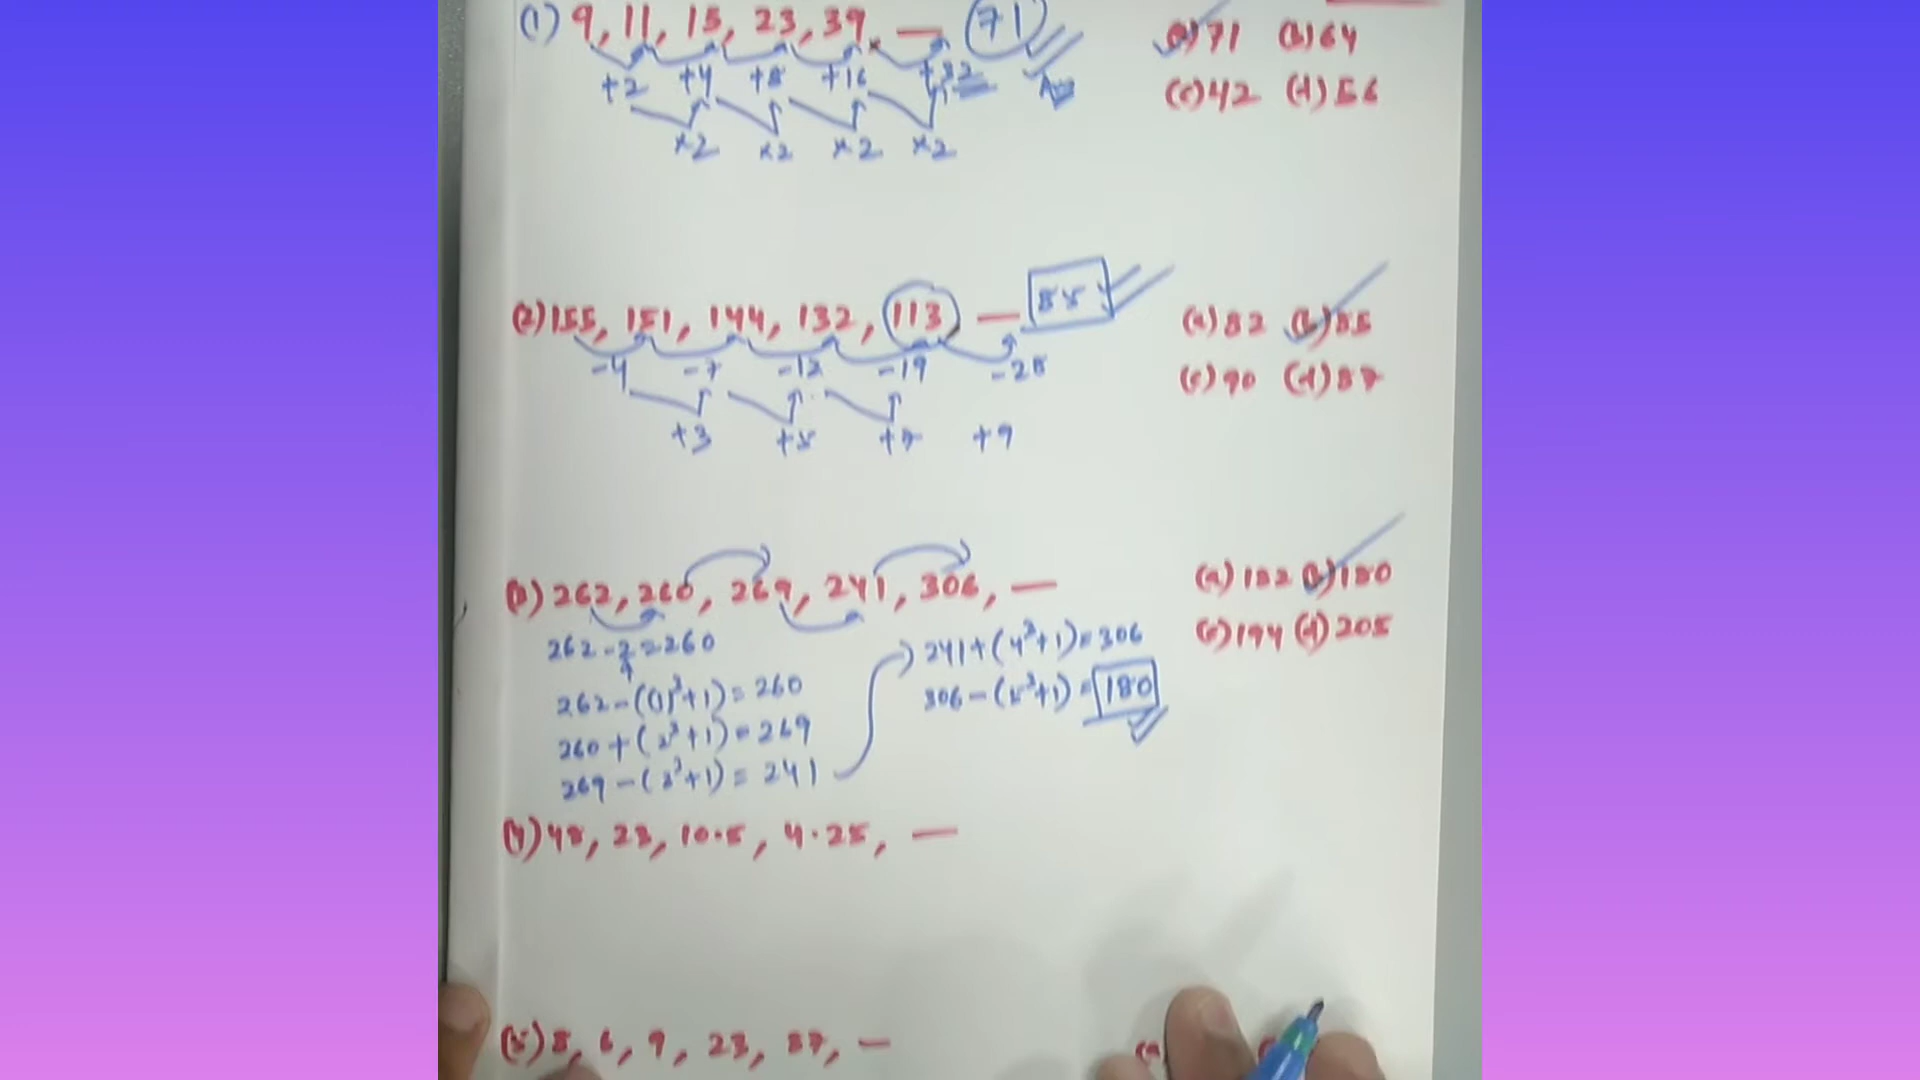 (1) 9, 11, 15, 23, 39, — 71
(a) 71 (b) 64
+2 +4 +8 +16 +32
(c) 42 (d) 56
×2 ×2 ×2 ×2
(2) 155, 151, 144, 132, 113, — 85
(a) 82 (b) 85
-4 -7 -12 -19 -28
(c) 90 (d) 87
+3 +5 +7 +9
(3) 262, 260, 269, 241, 306, —
(a) 182 (b) 180
(c) 194 (d) 205
262-2=260
262-(1)³+1)=260
260+(2³+1)=269
269-(3³+1)=241
241+(4³+1)=306
306-(5³+1)=180
(4) 48, 23, 10.5, 4.25, —
(5) 8, 6, 9, 23, 87, —
(a)